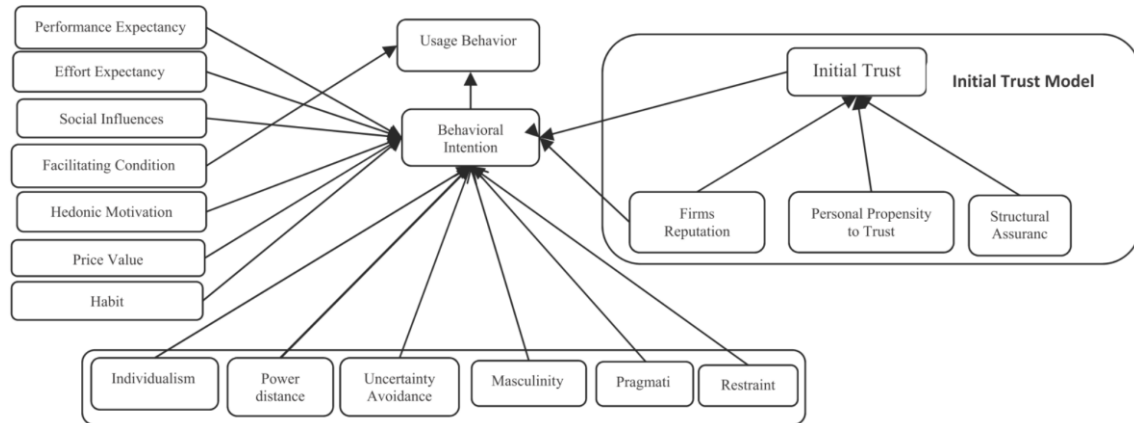 Performance Expectancy
Effort Expectancy
Social Influences
Facilitating Condition
Hedonic Motivation
Price Value
Habit
Usage Behavior
Behavioral
Intention
Initial Trust
Initial Trust Model
Firms
Reputation
Personal Propensity
to Trust
Structural
Assuranc
Individualism
Power
distance
Uncertainty
Avoidance
Masculinity
Pragmati
Restraint